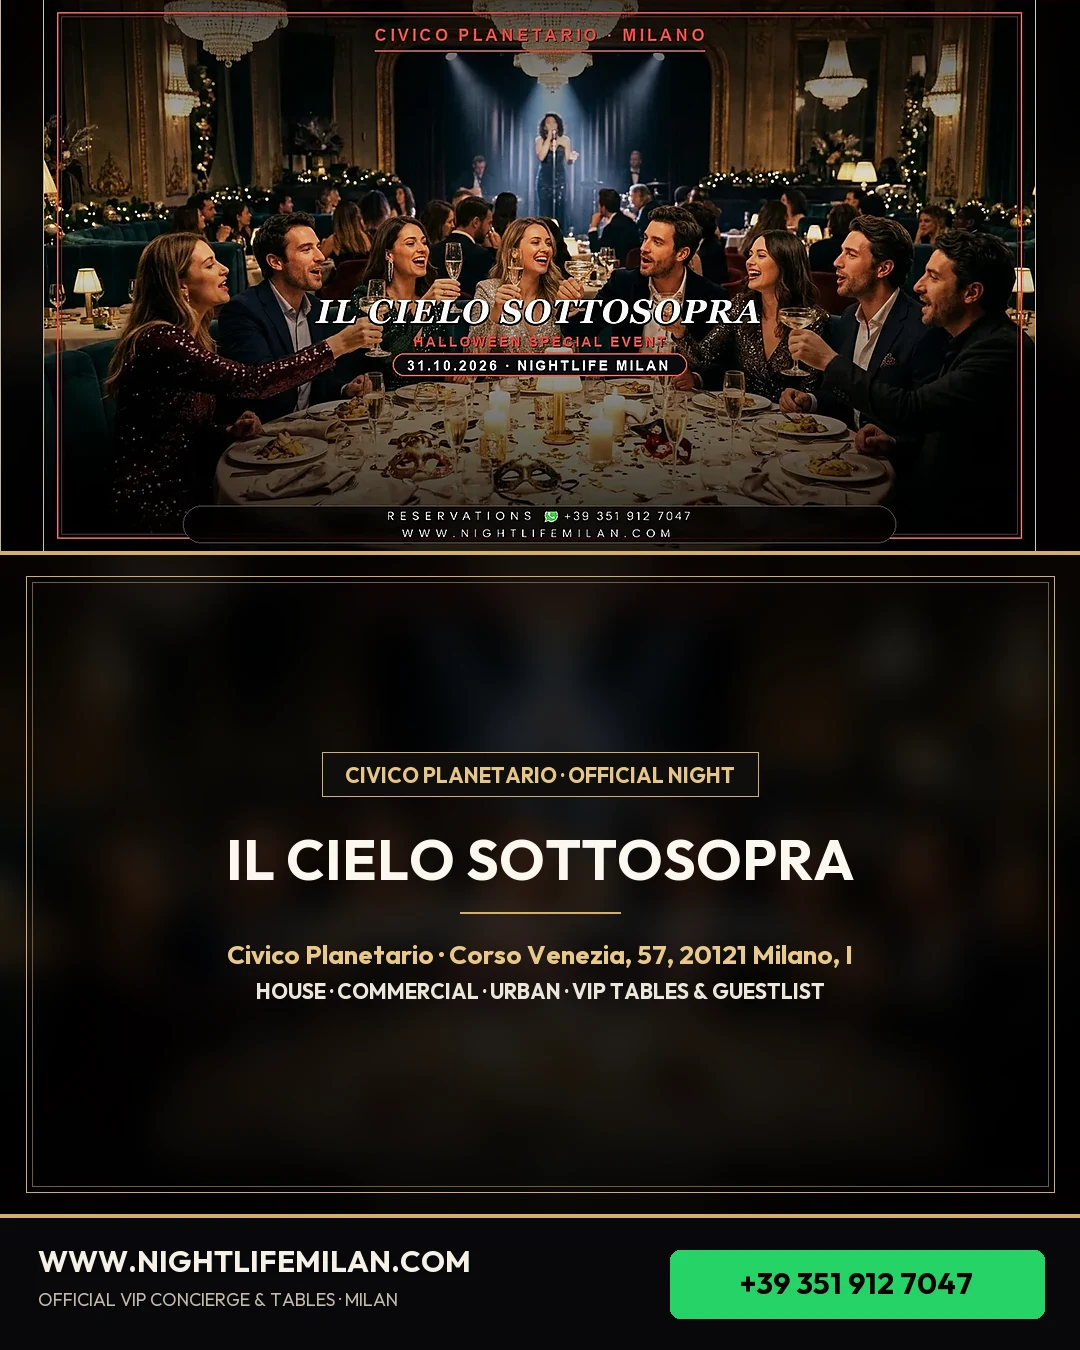 CIVICO PLANETARIO · MILANO
IL CIELO SOTTOSOPRA
HALLOWEEN SPECIAL EVENT
31.10.2026 · NIGHTLIFE MILAN
RESERVATIONS +39 351 912 7047
WWW.NIGHTLIFEMILAN.COM
CIVICO PLANETARIO · OFFICIAL NIGHT
IL CIELO SOTTOSOPRA
Civico Planetario · Corso Venezia, 57, 20121 Milano, I
HOUSE · COMMERCIAL · URBAN · VIP TABLES & GUESTLIST
WWW.NIGHTLIFEMILAN.COM
+39 351 912 7047
OFFICIAL VIP CONCIERGE & TABLES · MILAN